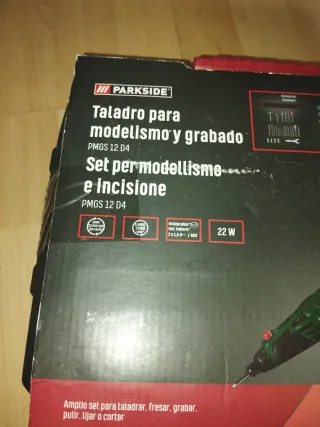 /// PARKSIDE
Taladro para
modelismo y grabado
PMGS 12 D4
Set per modellismo
e incisione
PMGS 12 D4
22 W
Amplio set para taladrar, fresar, grabar,
pulir, lijar o cortar